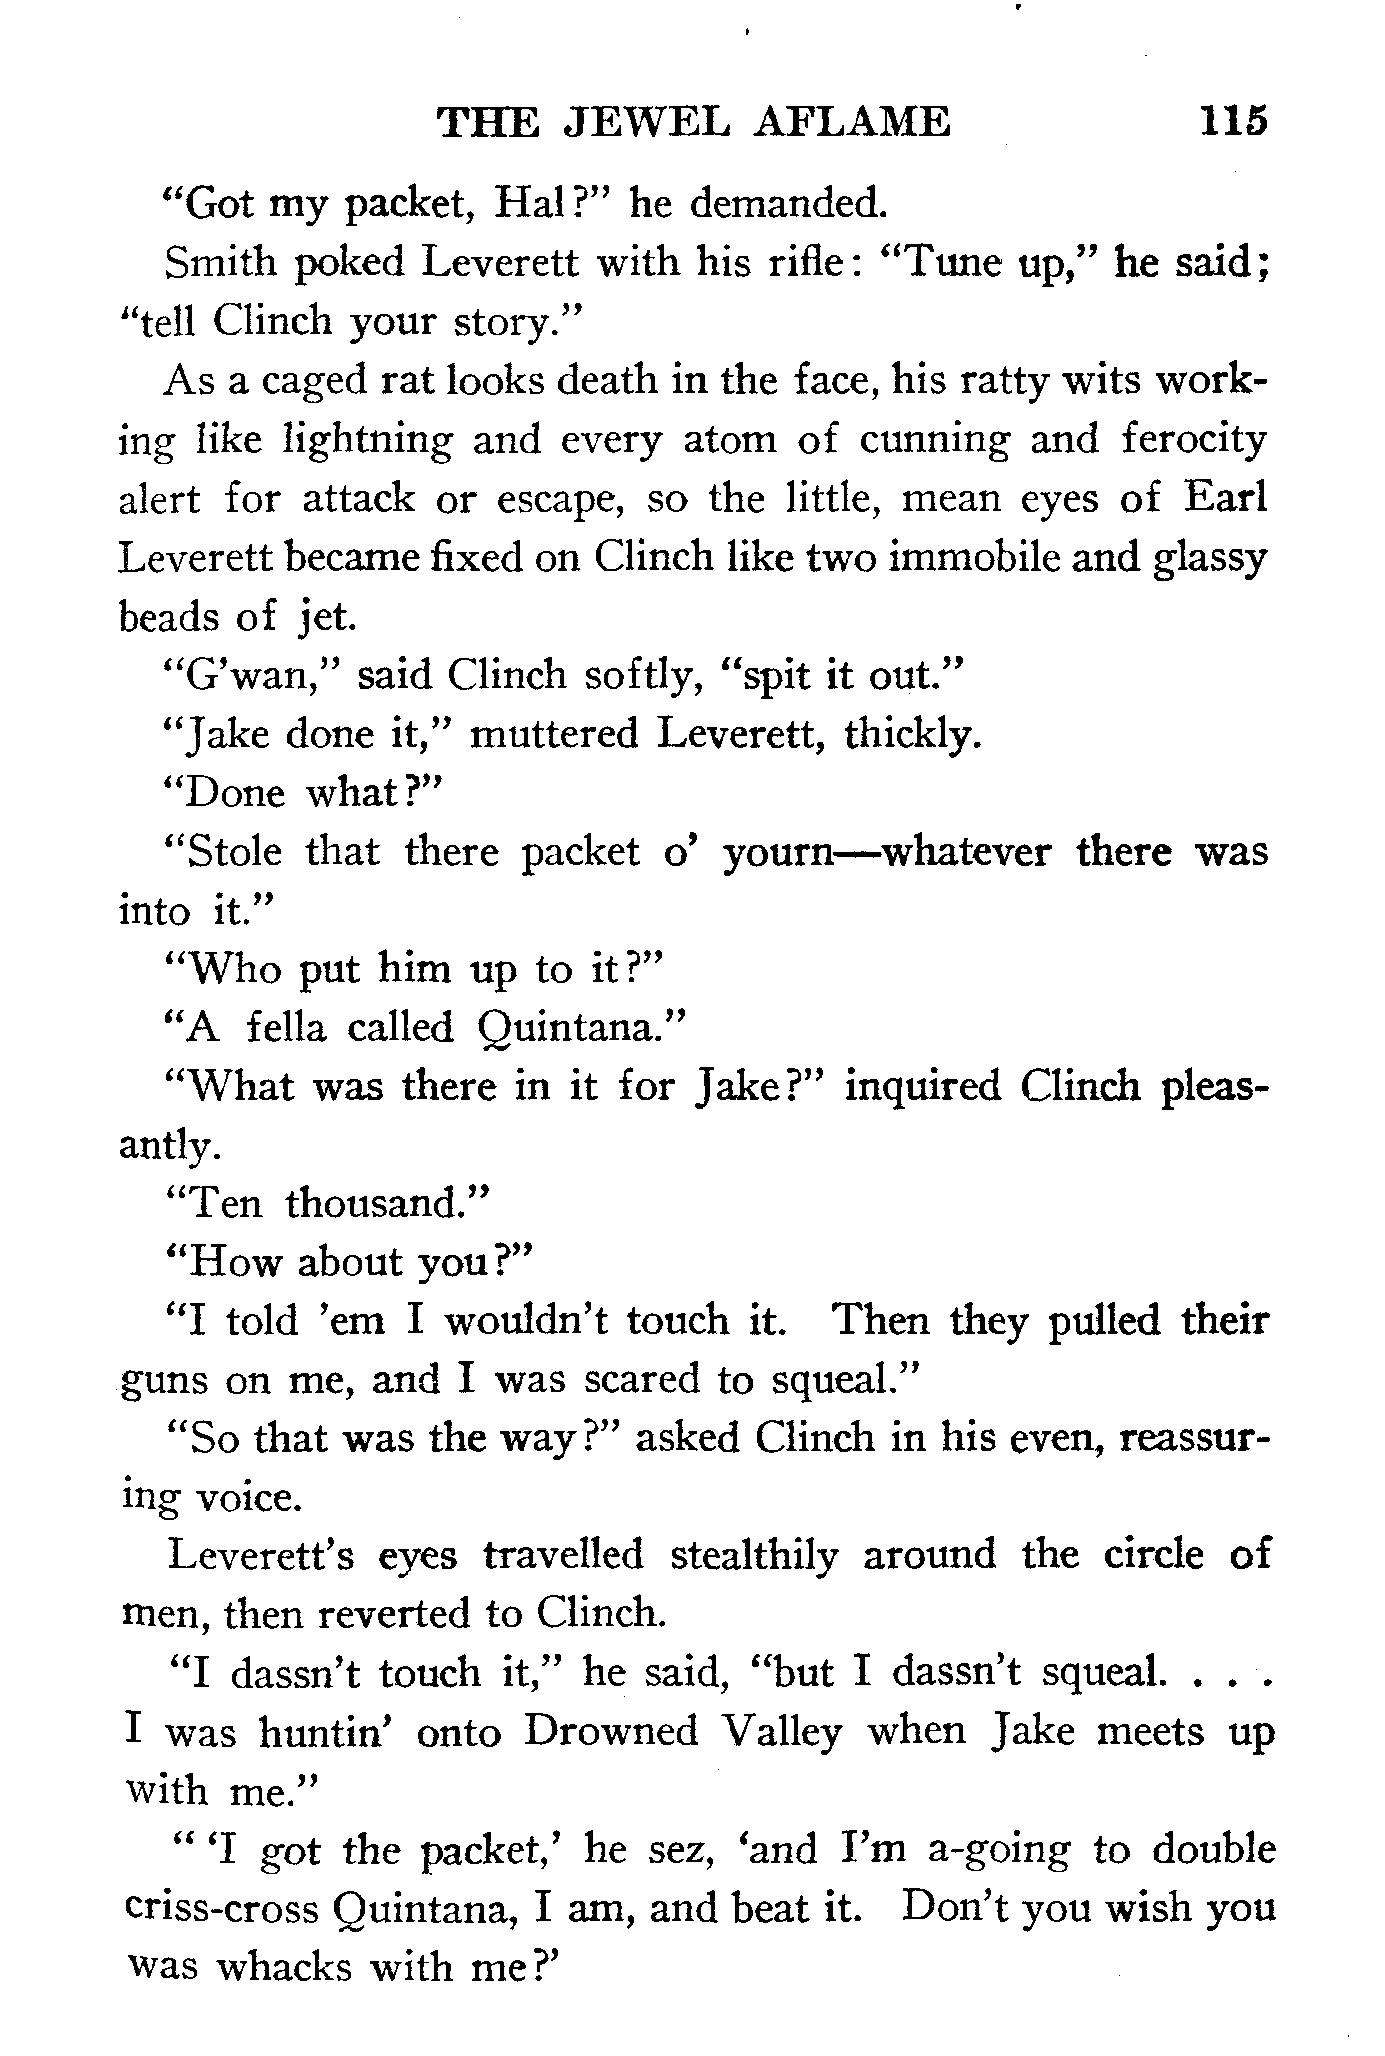 THE JEWEL AFLAME 115
“Got my packet, Hal?” he demanded.
Smith poked Leverett with his rifle: “Tune up,” he said;
“tell Clinch your story.”
As a caged rat looks death in the face, his ratty wits work-
ing like lightning and every atom of cunning and ferocity
alert for attack or escape, so the little, mean eyes of Earl
Leverett became fixed on Clinch like two immobile and glassy
beads of jet.
“G’wan,” said Clinch softly, “spit it out.”
“Jake done it,” muttered Leverett, thickly.
“Done what?”
“Stole that there packet o’ yourn—whatever there was
into it.”
“Who put him up to it?”
“A fella called Quintana.”
“What was there in it for Jake?” inquired Clinch pleas-
antly.
“Ten thousand.”
“How about you?”
“I told ’em I wouldn’t touch it. Then they pulled their
guns on me, and I was scared to squeal.”
“So that was the way?” asked Clinch in his even, reassur-
ing voice.
Leverett’s eyes travelled stealthily around the circle of
men, then reverted to Clinch.
“I dassn’t touch it,” he said, “but I dassn’t squeal. . . .
I was huntin’ onto Drowned Valley when Jake meets up
with me.”
“ ‘I got the packet,’ he sez, ‘and I’m a-going to double
criss-cross Quintana, I am, and beat it. Don’t you wish you
was whacks with me?’